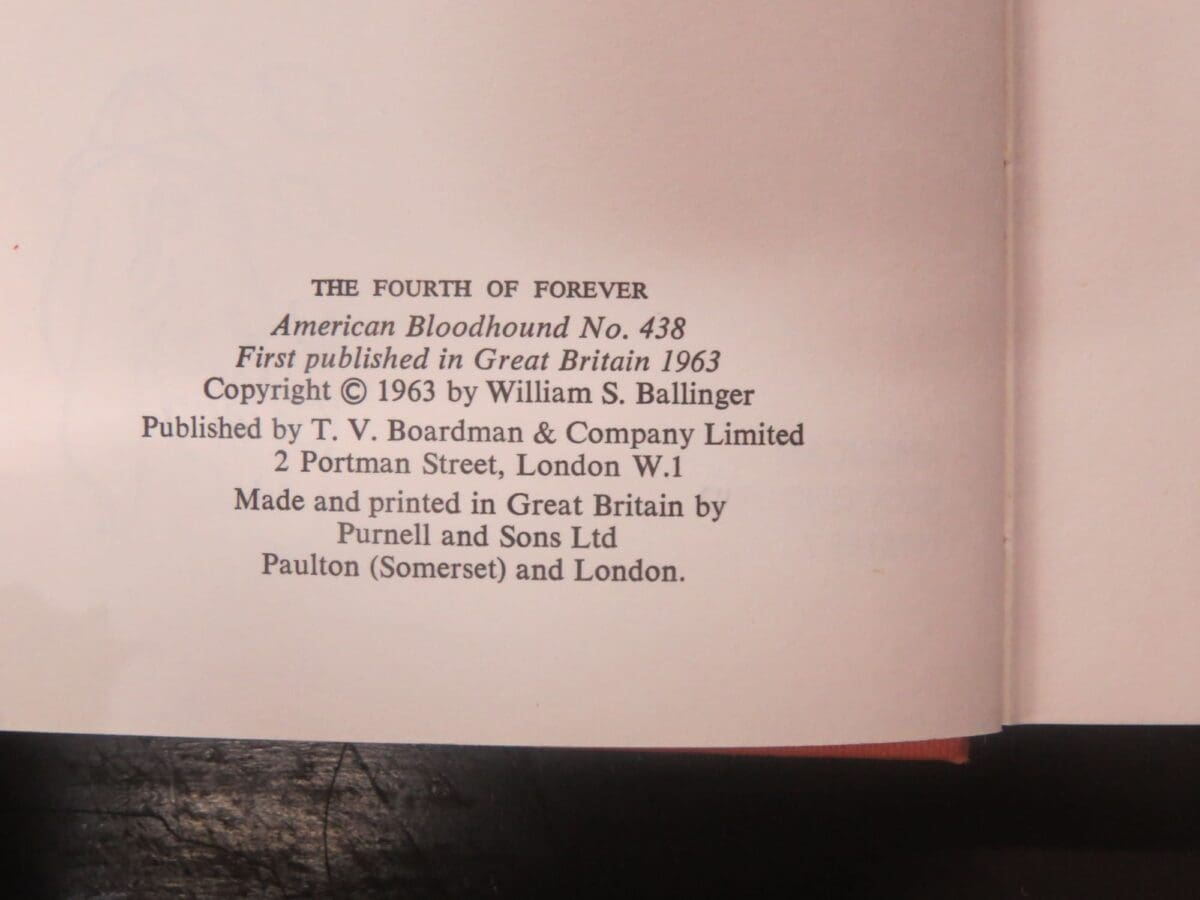 THE FOURTH OF FOREVER
American Bloodhound No. 438
First published in Great Britain 1963
Copyright © 1963 by William S. Ballinger
Published by T. V. Boardman & Company Limited
2 Portman Street, London W.1
Made and printed in Great Britain by
Purnell and Sons Ltd
Paulton (Somerset) and London.